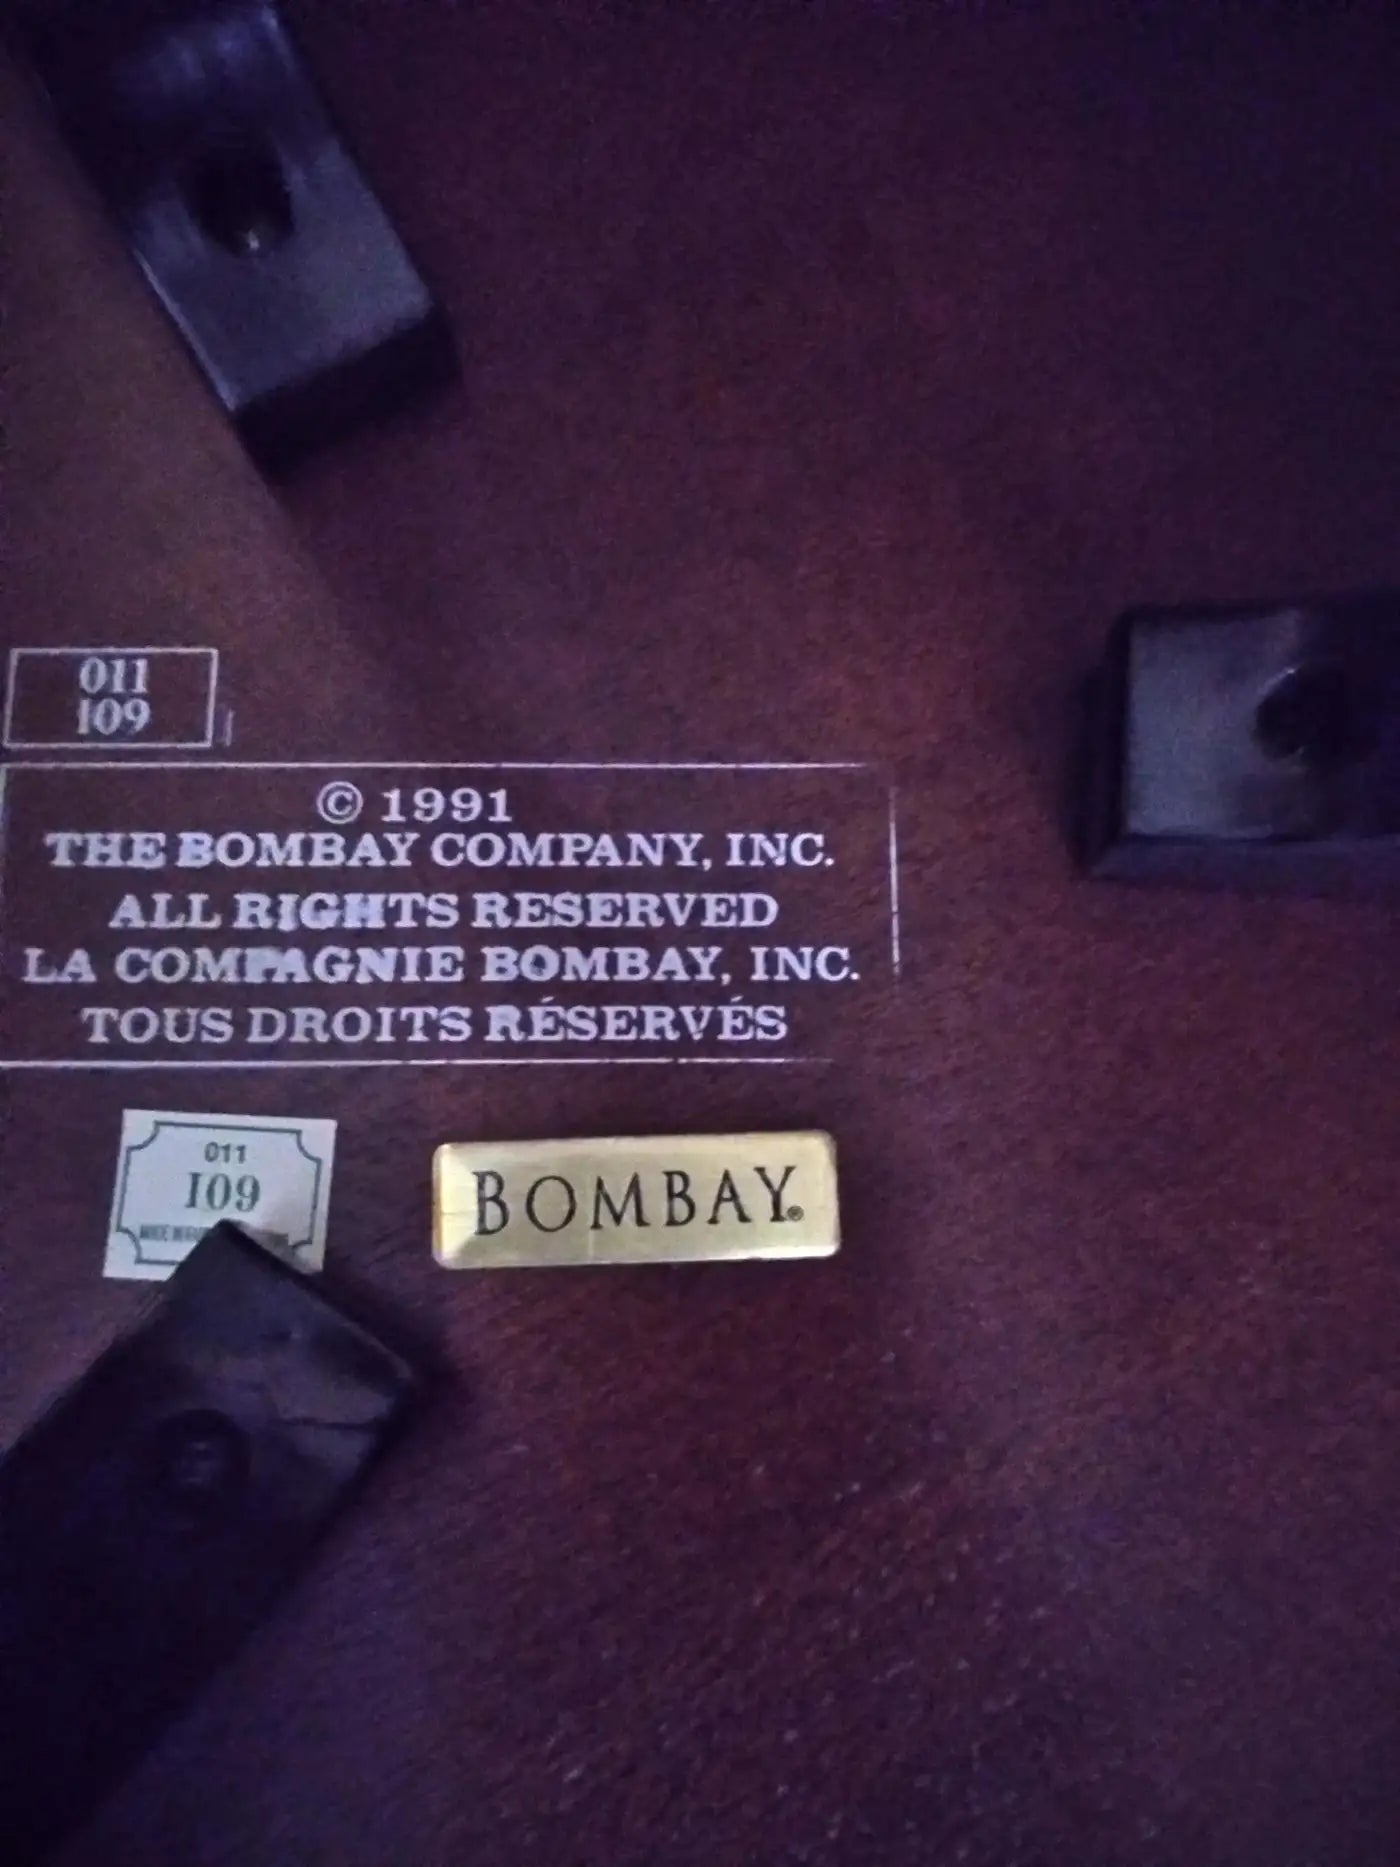 011
109
© 1991
THE BOMBAY COMPANY, INC.
ALL RIGHTS RESERVED
LA COMPAGNIE BOMBAY, INC.
TOUS DROITS RÉSERVÉS
011
109
BOMBAY®